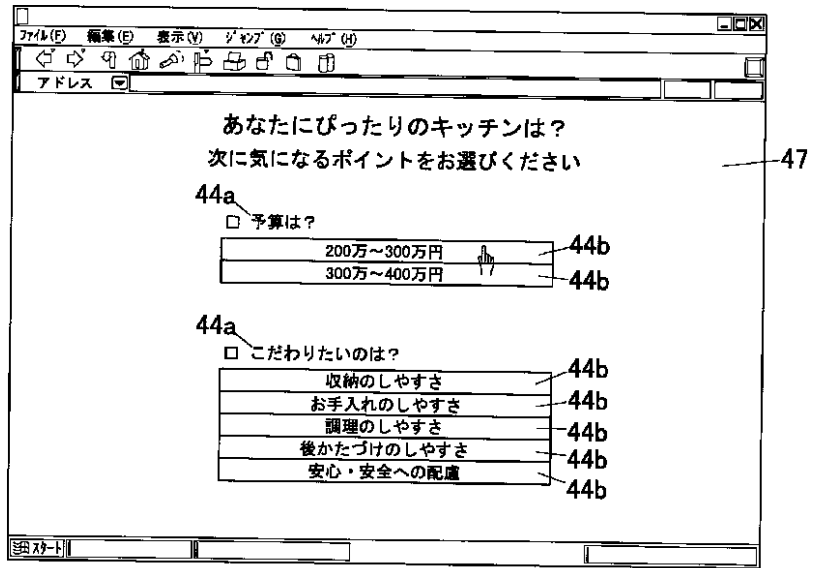 ファイル(F) 編集(E) 表示(V) ジャンプ(G) ヘルプ(H)
アドレス
あなたにぴったりのキッチンは？
次に気になるポイントをお選びください
47
44a
予算は？
200万～300万円 44b
300万～400万円 44b
44a
こだわりたいのは？
収納のしやすさ 44b
お手入れのしやすさ 44b
調理のしやすさ 44b
後かたづけのしやすさ 44b
安心・安全への配慮 44b
スタート